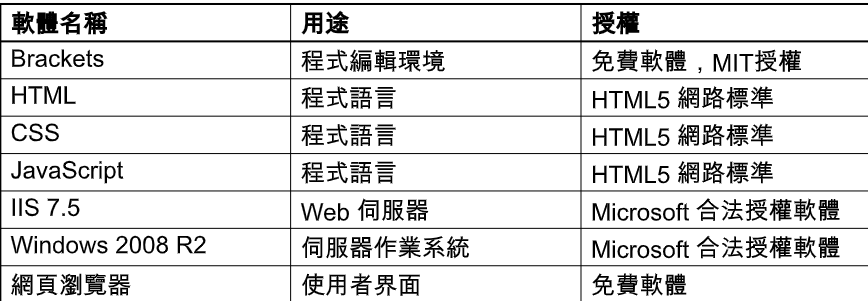 軟體名稱 用途 授權
Brackets 程式編輯環境 免費軟體，MIT授權
HTML 程式語言 HTML5 網路標準
CSS 程式語言 HTML5 網路標準
JavaScript 程式語言 HTML5 網路標準
IIS 7.5 Web 伺服器 Microsoft 合法授權軟體
Windows 2008 R2 伺服器作業系統 Microsoft 合法授權軟體
網頁瀏覽器 使用者界面 免費軟體